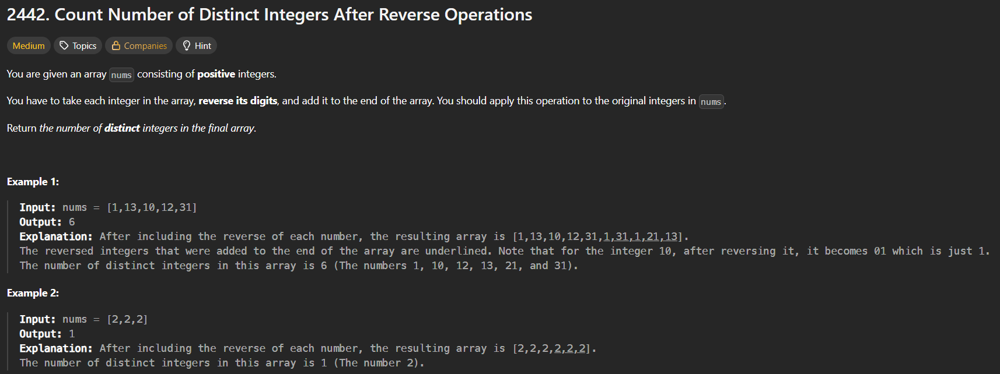 2442. Count Number of Distinct Integers After Reverse Operations
Medium Topics Companies Hint
You are given an array nums consisting of positive integers.
You have to take each integer in the array, reverse its digits, and add it to the end of the array. You should apply this operation to the original integers in nums.
Return the number of distinct integers in the final array.
Example 1:
Input: nums = [1,13,10,12,31]
Output: 6
Explanation: After including the reverse of each number, the resulting array is [1,13,10,12,31,1,31,1,21,13].
The reversed integers that were added to the end of the array are underlined. Note that for the integer 10, after reversing it, it becomes 01 which is just 1.
The number of distinct integers in this array is 6 (The numbers 1, 10, 12, 13, 21, and 31).
Example 2:
Input: nums = [2,2,2]
Output: 1
Explanation: After including the reverse of each number, the resulting array is [2,2,2,2,2,2].
The number of distinct integers in this array is 1 (The number 2).